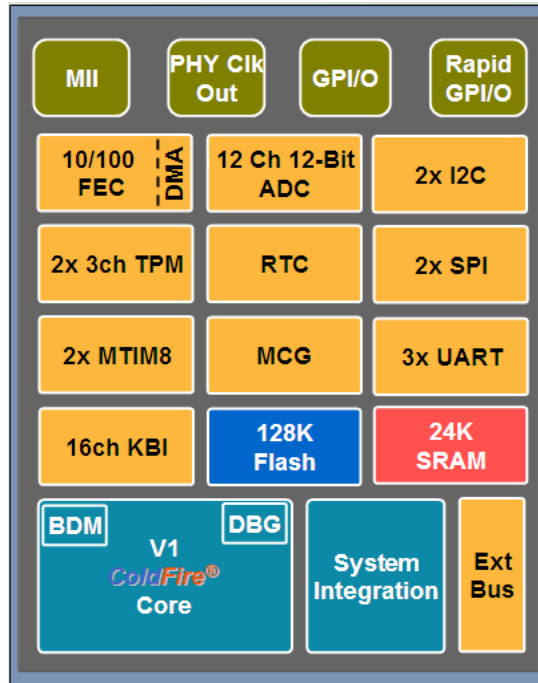 MII
PHY Clk
Out
GPI/O
Rapid
GPI/O
10/100
FEC
DMA
12 Ch 12-Bit
ADC
2x I2C
2x 3ch TPM
RTC
2x SPI
2x MTIM8
MCG
3x UART
16ch KBI
128K
Flash
24K
SRAM
BDM
DBG
V1
ColdFire®
Core
System
Integration
Ext
Bus